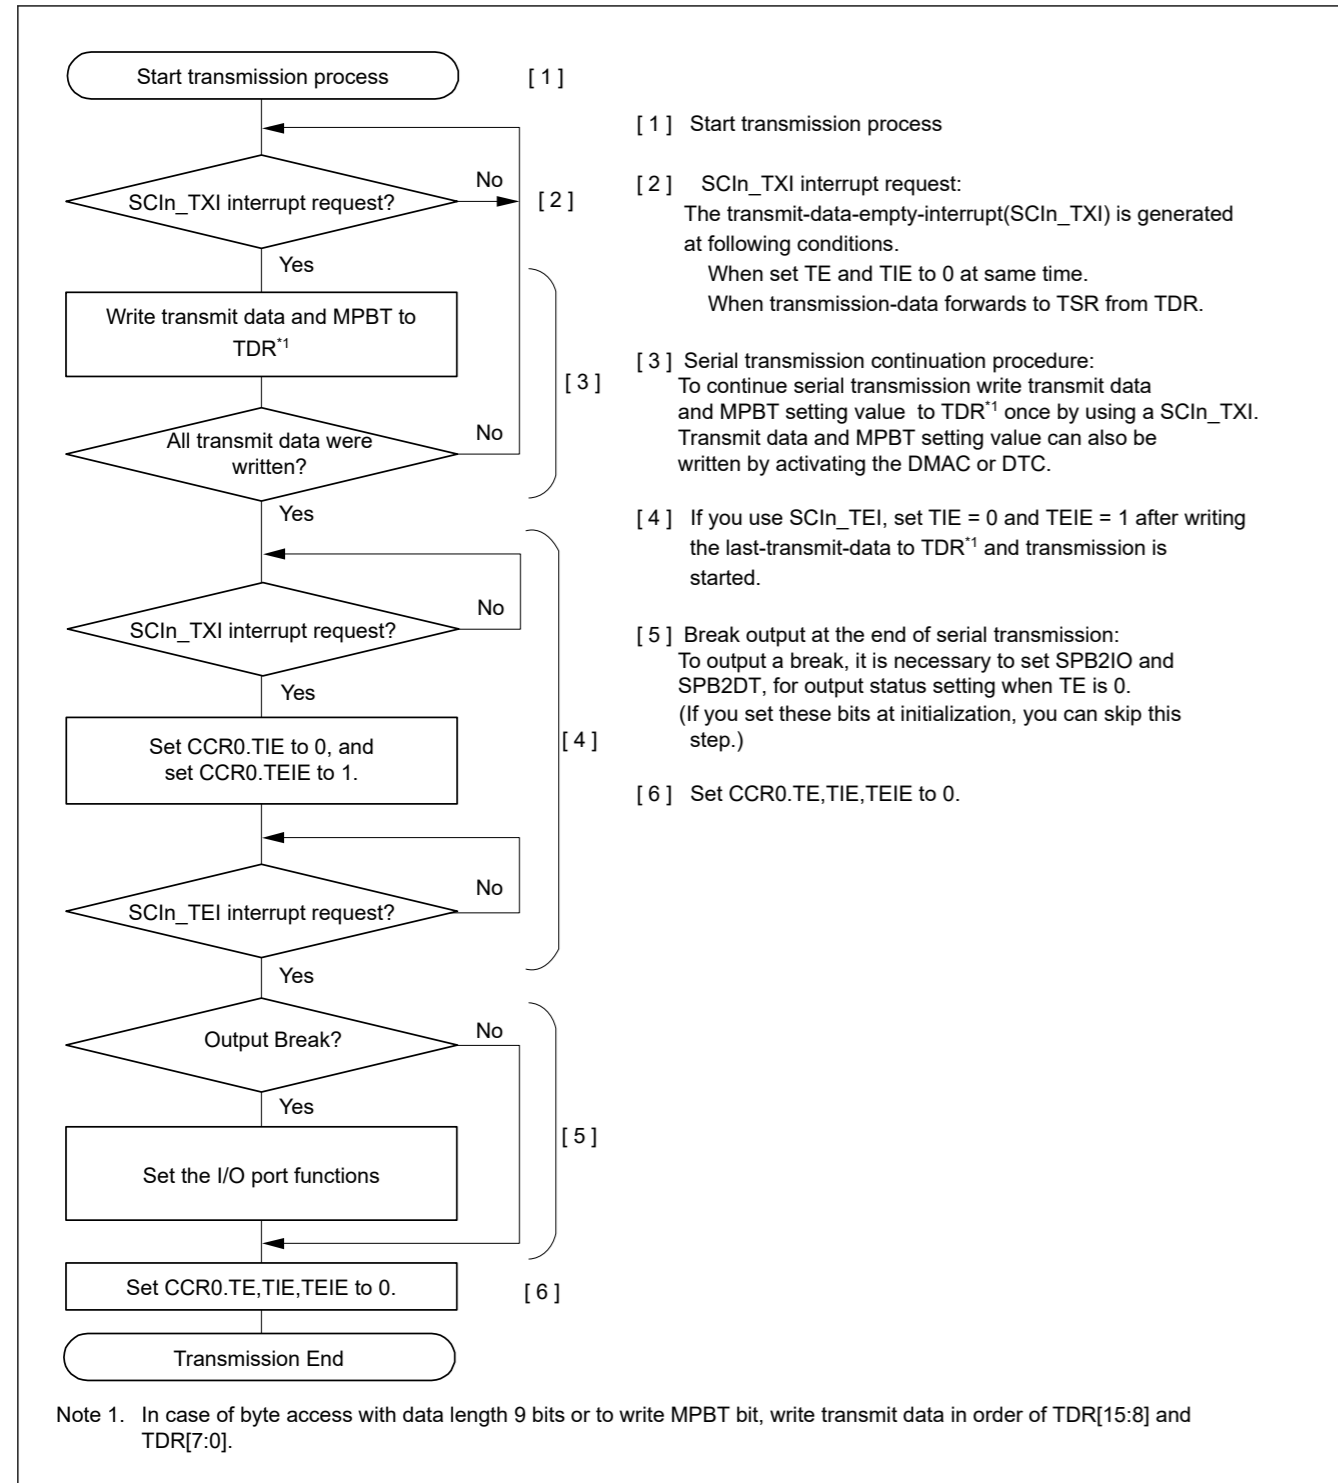 Start transmission process
[ 1 ]
SCIn_TXI interrupt request?
No
[ 2 ]
Yes
Write transmit data and MPBT to
TDR*1
[ 3 ]
All transmit data were
written?
No
Yes
SCIn_TXI interrupt request?
No
Yes
Set CCR0.TIE to 0, and
set CCR0.TEIE to 1.
[ 4 ]
SCIn_TEI interrupt request?
No
Yes
Output Break?
No
Yes
Set the I/O port functions
[ 5 ]
Set CCR0.TE,TIE,TEIE to 0.
[ 6 ]
Transmission End
[ 1 ] Start transmission process
[ 2 ] SCIn_TXI interrupt request:
The transmit-data-empty-interrupt(SCIn_TXI) is generated
at following conditions.
When set TE and TIE to 0 at same time.
When transmission-data forwards to TSR from TDR.
[ 3 ] Serial transmission continuation procedure:
To continue serial transmission write transmit data
and MPBT setting value to TDR*1 once by using a SCIn_TXI.
Transmit data and MPBT setting value can also be
written by activating the DMAC or DTC.
[ 4 ] If you use SCIn_TEI, set TIE = 0 and TEIE = 1 after writing
the last-transmit-data to TDR*1 and transmission is
started.
[ 5 ] Break output at the end of serial transmission:
To output a break, it is necessary to set SPB2IO and
SPB2DT, for output status setting when TE is 0.
(If you set these bits at initialization, you can skip this
step.)
[ 6 ] Set CCR0.TE,TIE,TEIE to 0.
Note 1. In case of byte access with data length 9 bits or to write MPBT bit, write transmit data in order of TDR[15:8] and
TDR[7:0].